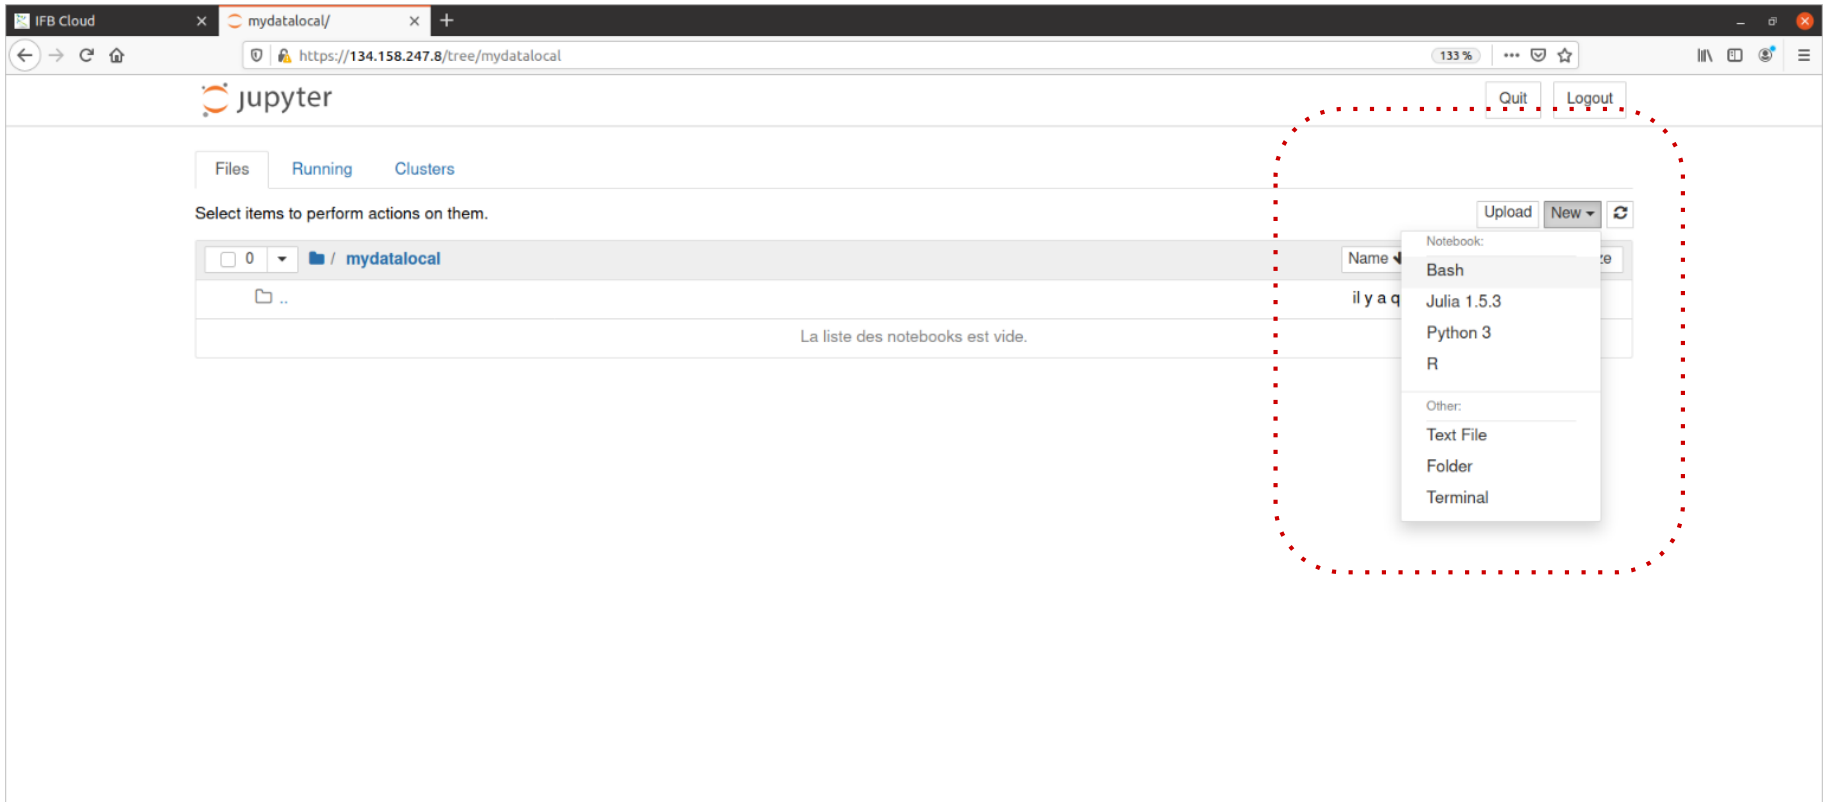 IFB Cloud
mydatalocal/
https://134.158.247.8/tree/mydatalocal
133 %
jupyter
Quit
Logout
Files
Running
Clusters
Select items to perform actions on them.
Upload
New
0
/ mydatalocal
Name
ze
..
il y a q
La liste des notebooks est vide.
Notebook:
Bash
Julia 1.5.3
Python 3
R
Other:
Text File
Folder
Terminal